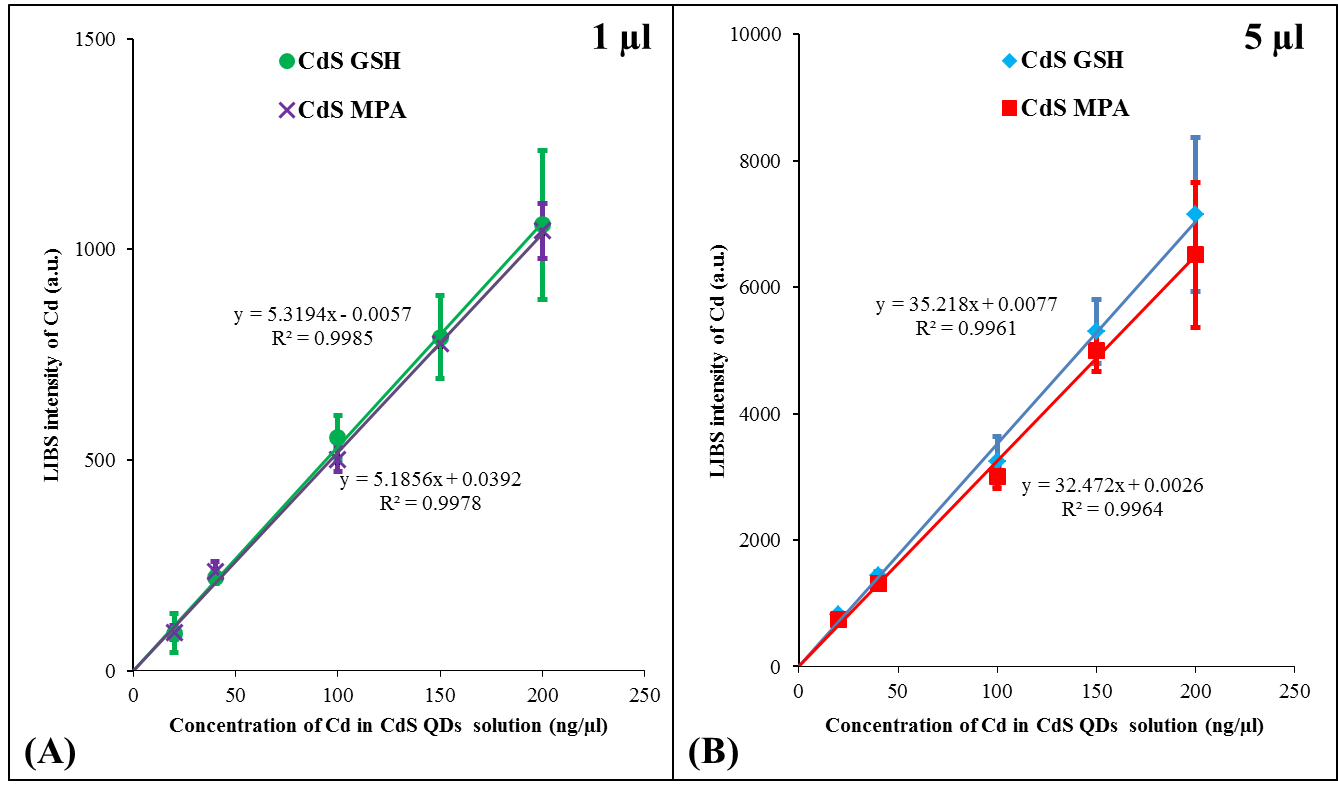 1 µl
CdS GSH
CdS MPA
1500
1000
500
0
LIBS intensity of Cd (a.u.)
y = 5.3194x - 0.0057
R² = 0.9985
y = 5.1856x + 0.0392
R² = 0.9978
0 50 100 150 200 250
Concentration of Cd in CdS QDs solution (ng/µl)
(A)
5 µl
CdS GSH
CdS MPA
10000
8000
6000
4000
2000
0
LIBS intensity of Cd (a.u.)
y = 35.218x + 0.0077
R² = 0.9961
y = 32.472x + 0.0026
R² = 0.9964
0 50 100 150 200 250
Concentration of Cd in CdS QDs solution (ng/µl)
(B)